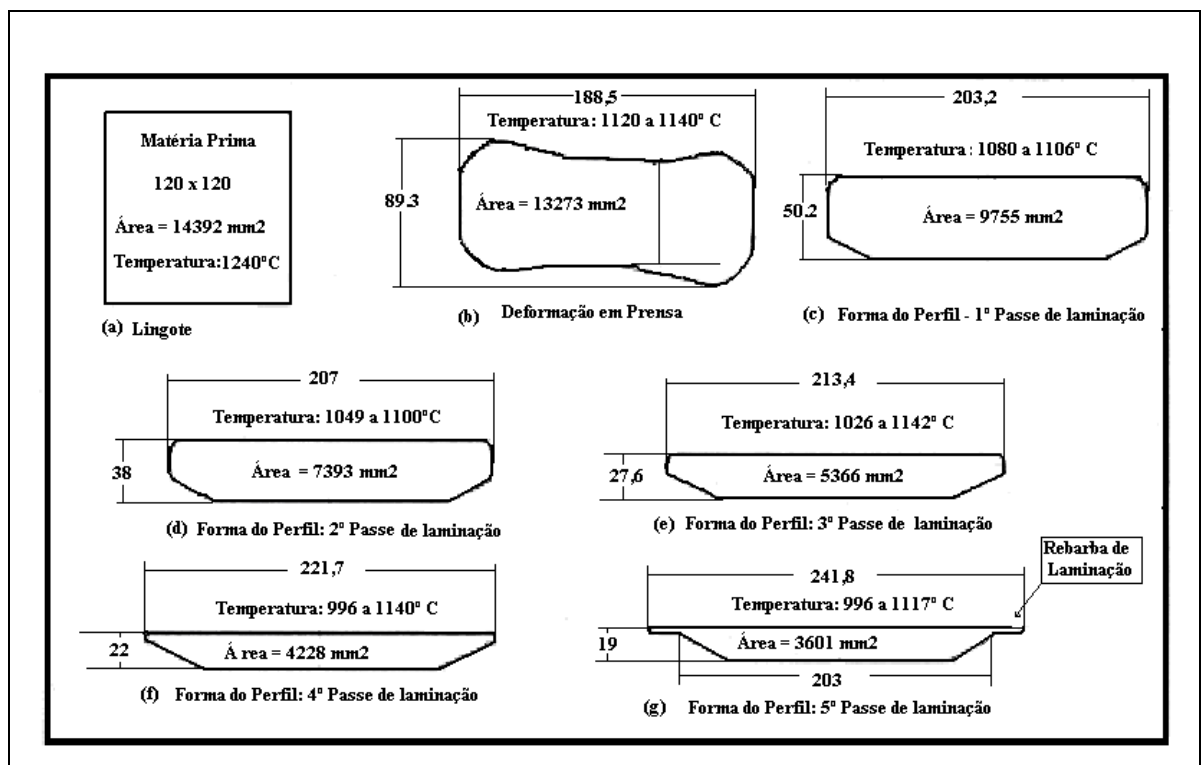 Matéria Prima
120 x 120
Área = 14392 mm2
Temperatura:1240°C
(a) Lingote
188,5
Temperatura: 1120 a 1140° C
89.3
Área = 13273 mm2
(b) Deformação em Prensa
203,2
Temperatura : 1080 a 1106° C
50.2
Área = 9755 mm2
(c) Forma do Perfil - 1º Passe de laminação
207
Temperatura: 1049 a 1100°C
38
Área = 7393 mm2
(d) Forma do Perfil: 2º Passe de laminação
213,4
Temperatura: 1026 a 1142° C
27,6
Área = 5366 mm2
(e) Forma do Perfil: 3º Passe de laminação
221,7
Temperatura: 996 a 1140° C
22
Á rea = 4228 mm2
(f) Forma do Perfil: 4º Passe de laminação
Rebarba de
Laminação
241,8
Temperatura: 996 a 1117° C
19
Área = 3601 mm2
203
(g) Forma do Perfil: 5º Passe de laminação